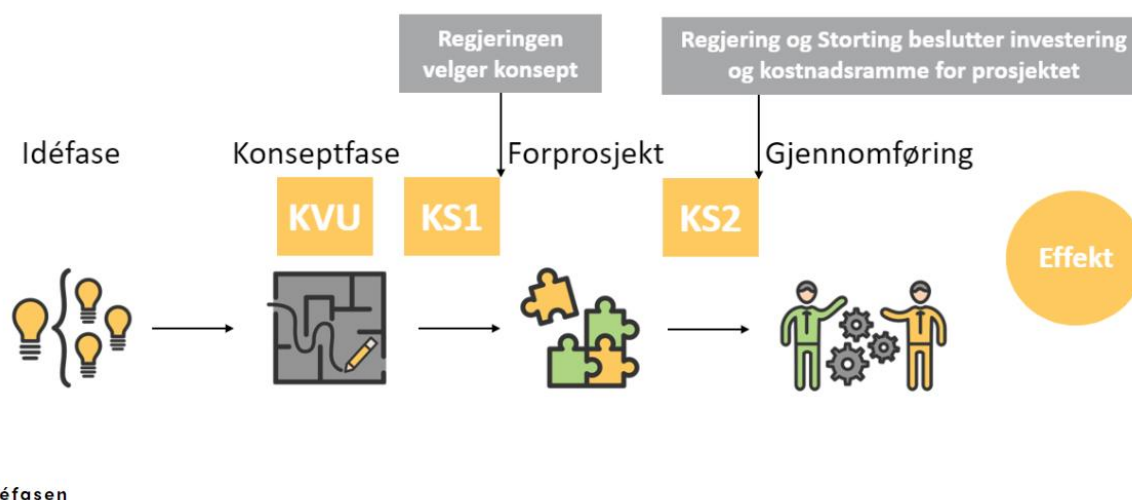 Regjeringen
velger konsept
Regjering og Storting beslutter investering
og kostnadsramme for prosjektet
Idéfase
Konseptfase
Forprosjekt
Gjennomføring
KVU
KS1
KS2
Effekt
éfasen